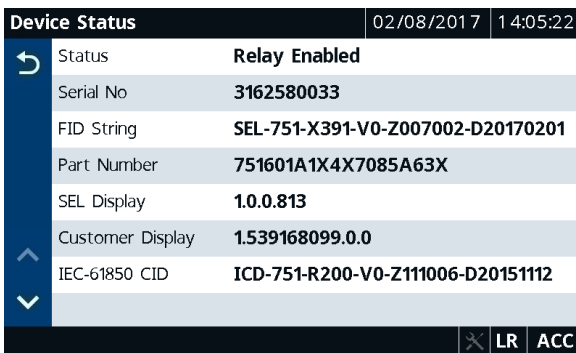 Device Status 02/08/2017 14:05:22
Status Relay Enabled
Serial No 3162580033
FID String SEL-751-X391-V0-Z007002-D20170201
Part Number 751601A1X4X7085A63X
SEL Display 1.0.0.813
Customer Display 1.539168099.0.0
IEC-61850 CID ICD-751-R200-V0-Z111006-D20151112
LR ACC